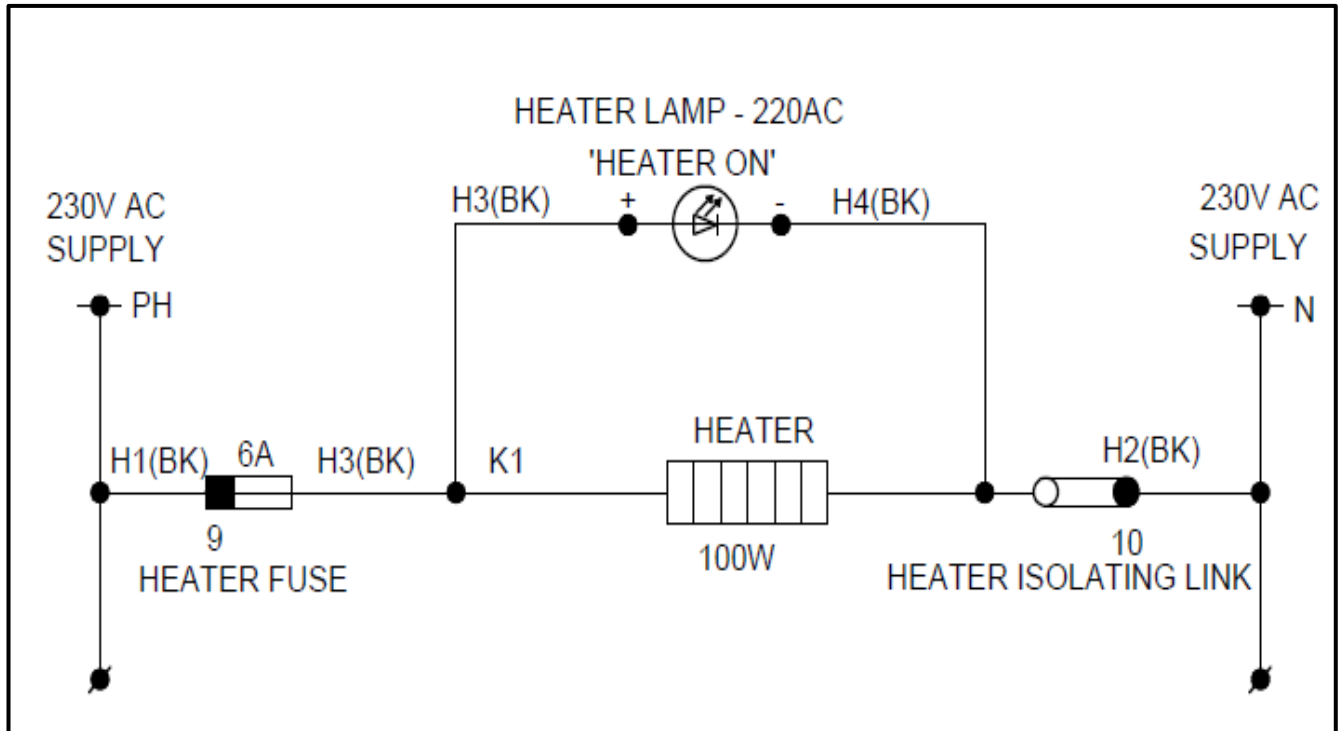 HEATER LAMP - 220AC
'HEATER ON'
230V AC
SUPPLY
H3(BK)
+
-
H4(BK)
230V AC
SUPPLY
PH
N
H1(BK)
6A
H3(BK)
K1
HEATER
H2(BK)
9
HEATER FUSE
100W
10
HEATER ISOLATING LINK